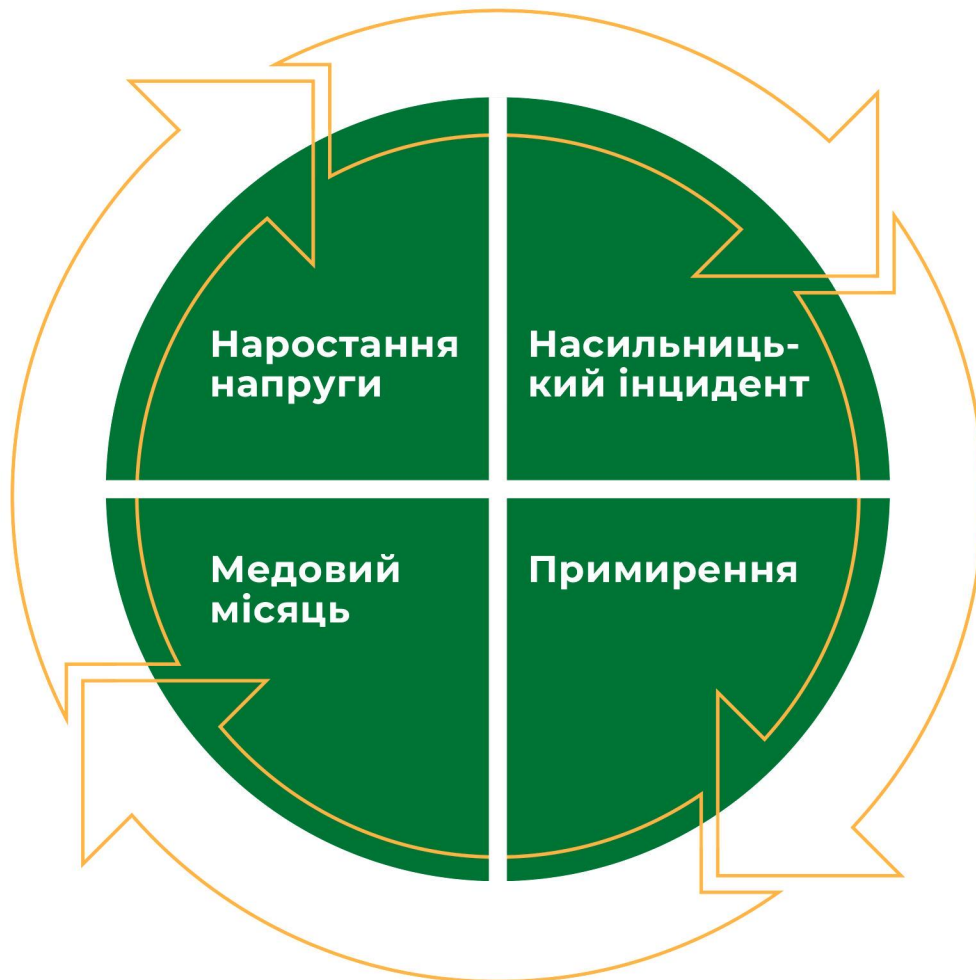 Наростання
напруги
Насильниць-
кий інцидент
Медовий
місяць
Примирення